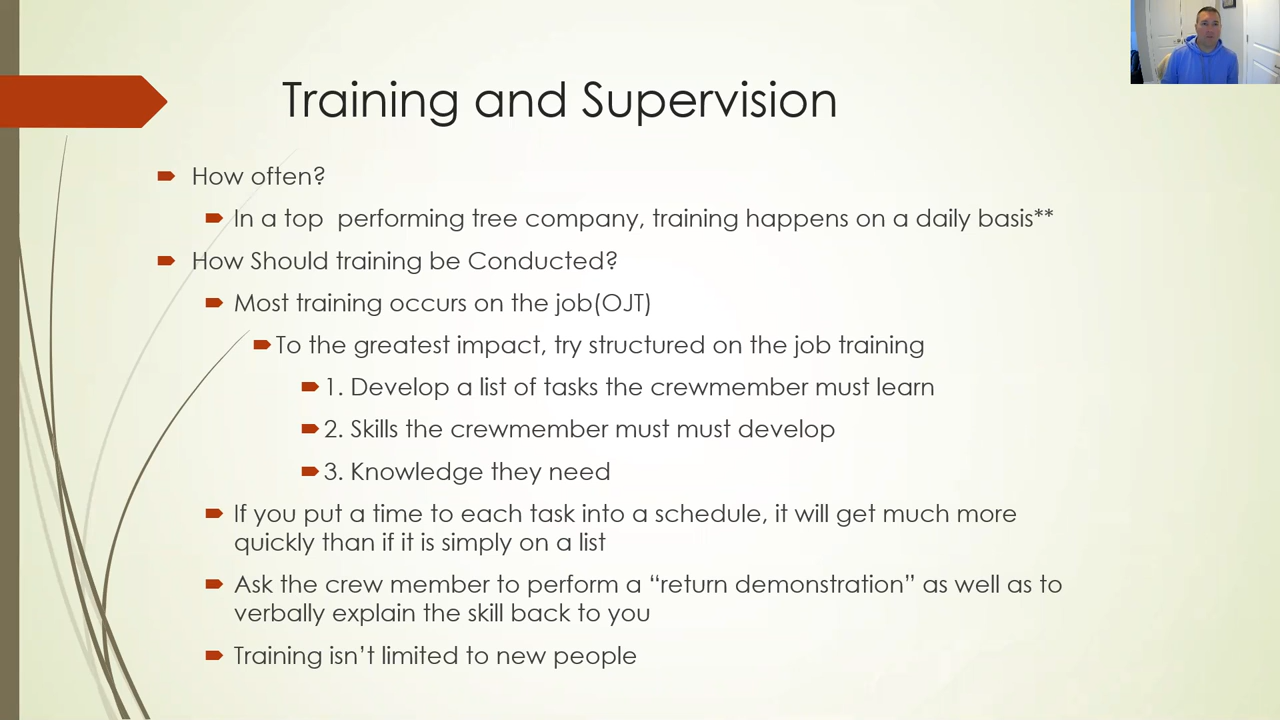 Training and Supervision
How often?
In a top performing tree company, training happens on a daily basis**
How Should training be Conducted?
Most training occurs on the job(OJT)
To the greatest impact, try structured on the job training
1. Develop a list of tasks the crewmember must learn
2. Skills the crewmember must must develop
3. Knowledge they need
If you put a time to each task into a schedule, it will get much more
quickly than if it is simply on a list
Ask the crew member to perform a “return demonstration” as well as to
verbally explain the skill back to you
Training isn’t limited to new people